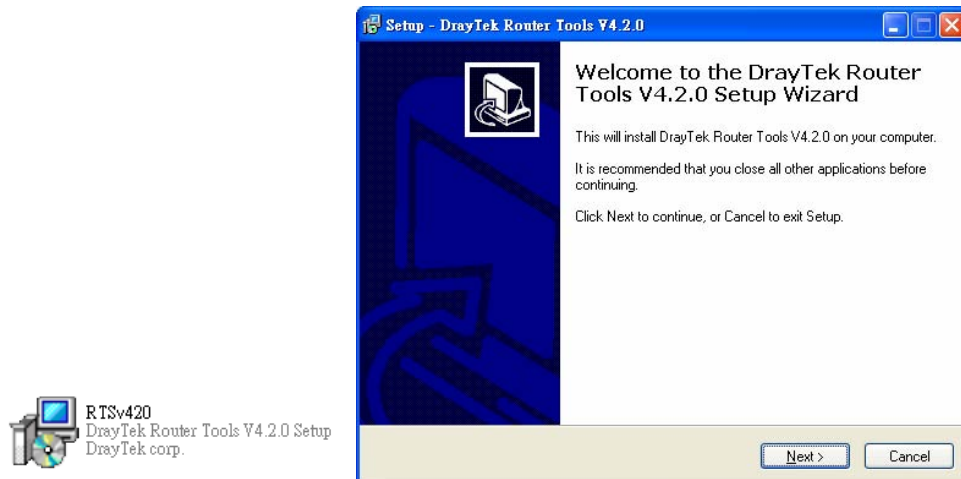 Setup - DrayTek Router Tools V4.2.0
Welcome to the DrayTek Router
Tools V4.2.0 Setup Wizard
This will install DrayTek Router Tools V4.2.0 on your computer.
It is recommended that you close all other applications before
continuing.
Click Next to continue, or Cancel to exit Setup.
RTSv420
DrayTek Router Tools V4.2.0 Setup
DrayTek corp.
Next >
Cancel